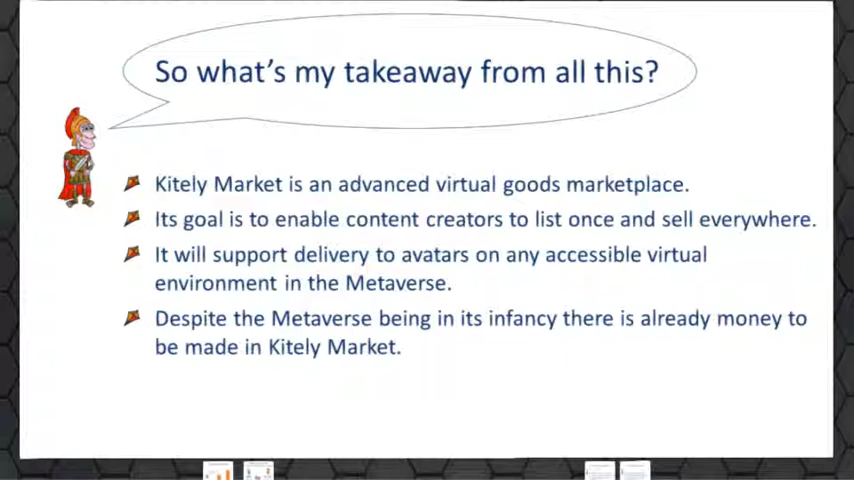 So what's my takeaway from all this?
Kitely Market is an advanced virtual goods marketplace.
Its goal is to enable content creators to list once and sell everywhere.
It will support delivery to avatars on any accessible virtual
environment in the Metaverse.
Despite the Metaverse being in its infancy there is already money to
be made in Kitely Market.